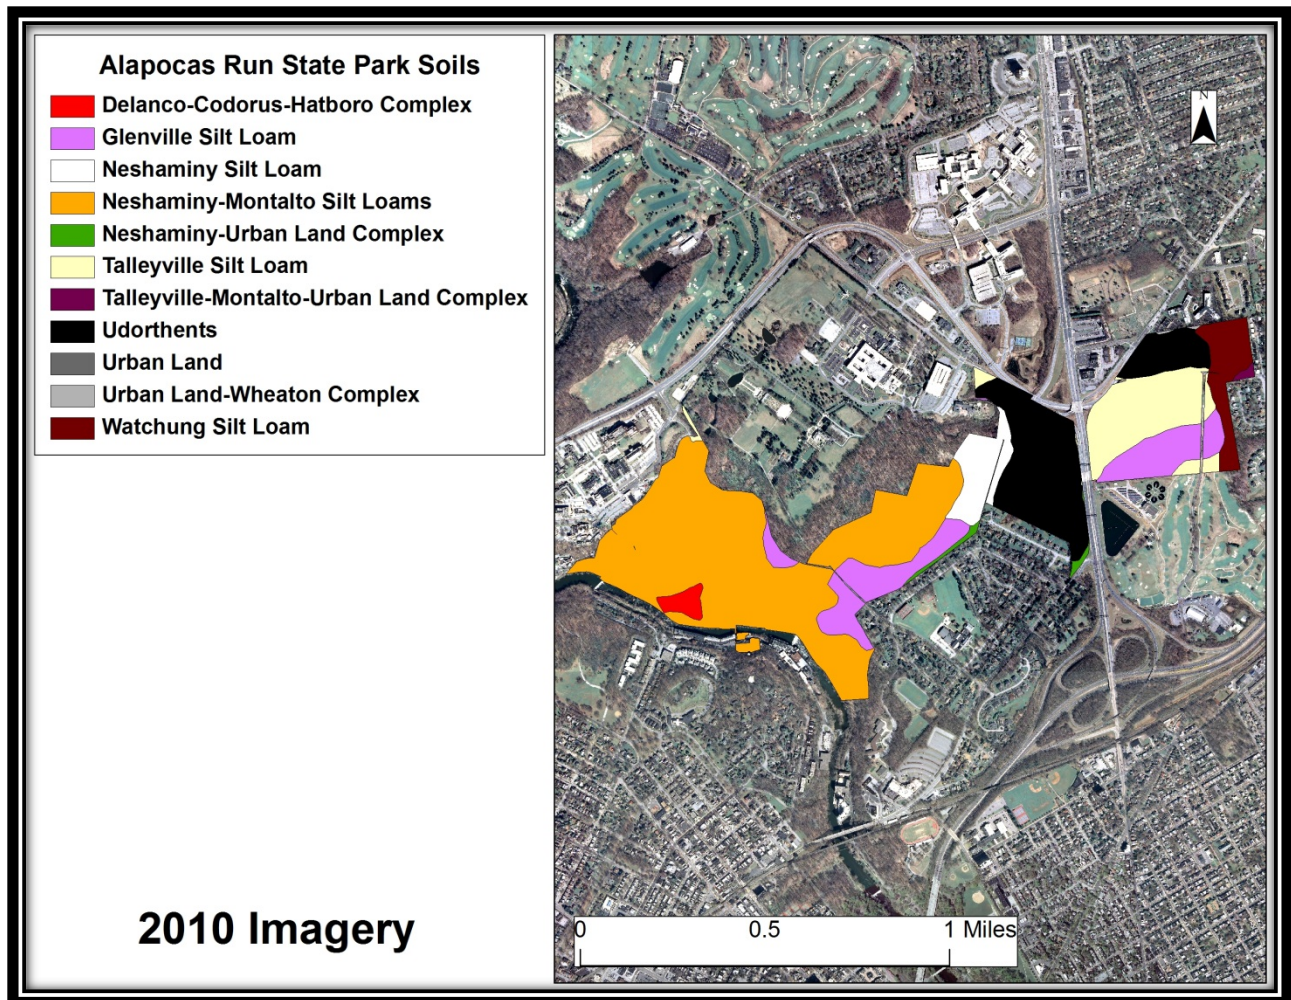 Alapocas Run State Park Soils
Delanco-Codorus-Hatboro Complex
Glenville Silt Loam
Neshaminy Silt Loam
Neshaminy-Montalto Silt Loams
Neshaminy-Urban Land Complex
Talleyville Silt Loam
Talleyville-Montalto-Urban Land Complex
Udorthents
Urban Land
Urban Land-Wheaton Complex
Watchung Silt Loam
N
2010 Imagery
0 0.5 1 Miles